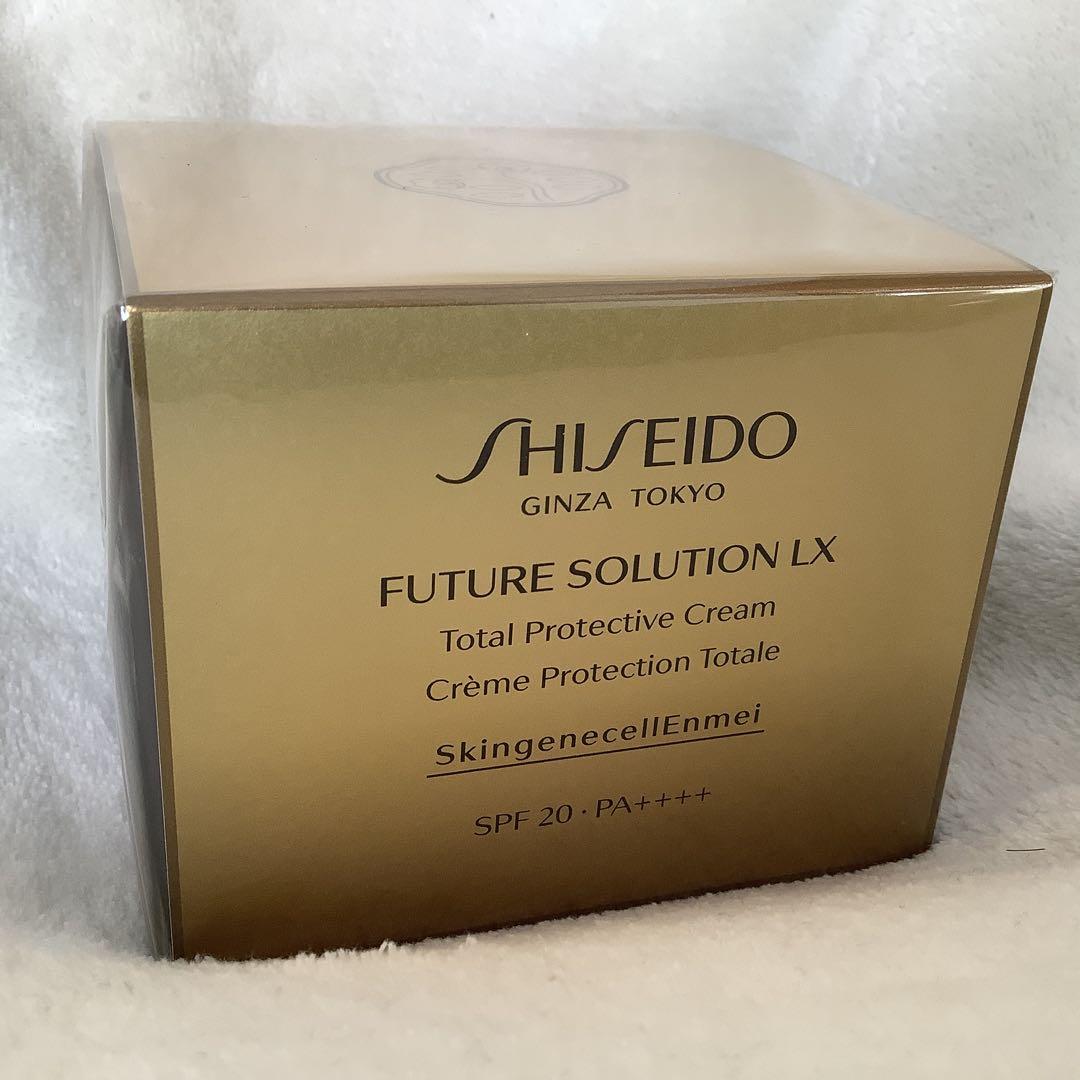 SHISEIDO
GINZA TOKYO
FUTURE SOLUTION LX
Total Protective Cream
Crème Protection Totale
SkingenecellEnmei
SPF 20 · PA++++